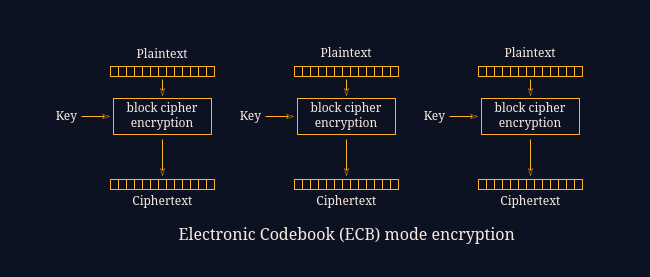 Plaintext
Plaintext
Plaintext
Key
block cipher
encryption
Key
block cipher
encryption
Key
block cipher
encryption
Ciphertext
Ciphertext
Ciphertext
Electronic Codebook (ECB) mode encryption